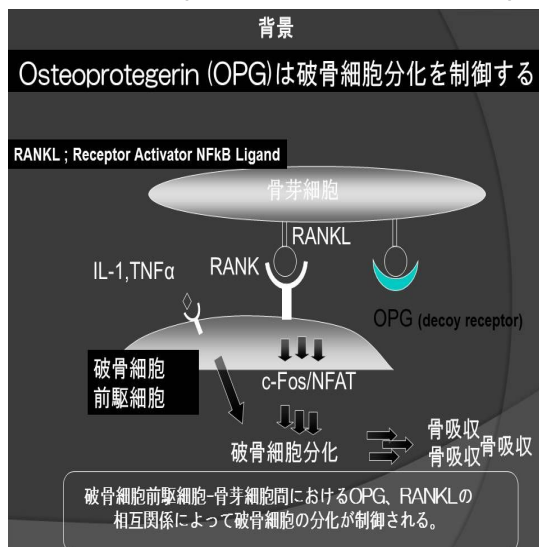 背景
Osteoprotegerin (OPG)は破骨細胞分化を制御する
RANKL ; Receptor Activator NFkB Ligand
骨芽細胞
RANKL
IL-1,TNFα
RANK
OPG (decoy receptor)
破骨細胞
前駆細胞
c-Fos/NFAT
破骨細胞分化
骨吸収
骨吸収
骨吸収
破骨細胞前駆細胞-骨芽細胞間におけるOPG、RANKLの
相互関係によって破骨細胞の分化が制御される。